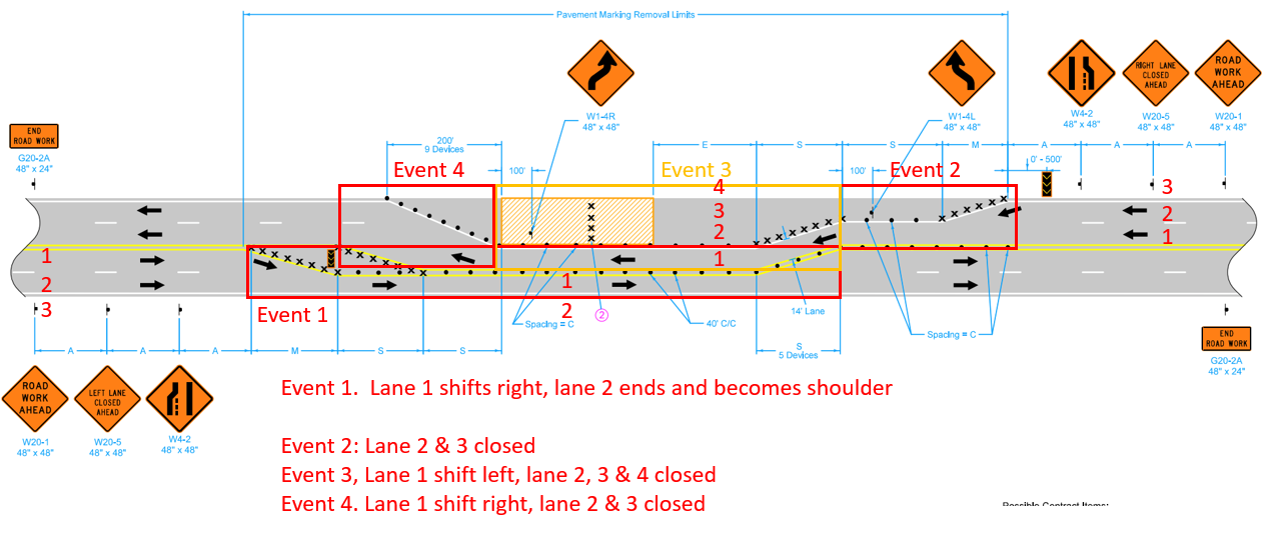 Pavement Marking Removal Limits
ROAD
WORK
AHEAD
RIGHT LANE
CLOSED
AHEAD
W1-4R
48" x 48"
W1-4L
48" x 48"
W4-2
48" x 48"
W20-5
48" x 48"
W20-1
48" x 48"
END
ROAD WORK
G20-2A
48" x 24"
200'
9 Devices
E
S
S
M
A
A
A
0' - 500'
Event 4
100'
Event 3
100'
Event 2
4
3
2
1
3
2
1
1
2
3
1
2
Event 1
2
Spacing = C
40' C/C
14' Lane
Spacing = C
A
A
A
M
S
S
S
5 Devices
END
ROAD WORK
G20-2A
48" x 24"
ROAD
WORK
AHEAD
LEFT LANE
CLOSED
AHEAD
W20-1
48" x 48"
W20-5
48" x 48"
W4-2
48" x 48"
Event 1.  Lane 1 shifts right, lane 2 ends and becomes shoulder
Event 2: Lane 2 & 3 closed
Event 3, Lane 1 shift left, lane 2, 3 & 4 closed
Event 4. Lane 1 shift right, lane 2 & 3 closed